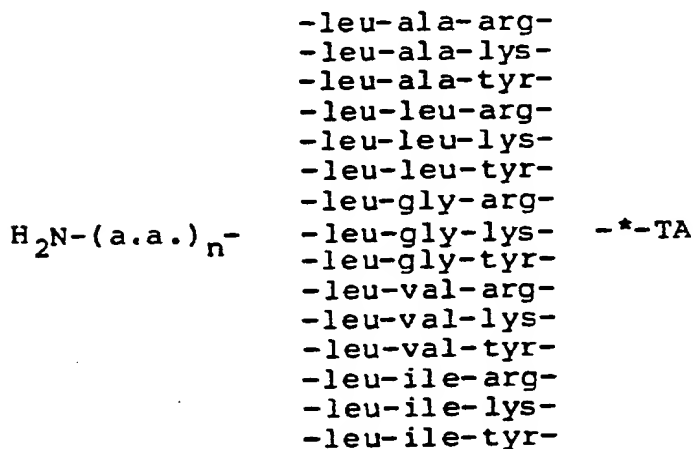 -leu-ala-arg-
-leu-ala-lys-
-leu-ala-tyr-
-leu-leu-arg-
-leu-leu-lys-
-leu-leu-tyr-
-leu-gly-arg-
H₂N-(a.a.)ₙ- -leu-gly-lys- -*-TA
-leu-gly-tyr-
-leu-val-arg-
-leu-val-lys-
-leu-val-tyr-
-leu-ile-arg-
-leu-ile-lys-
-leu-ile-tyr-